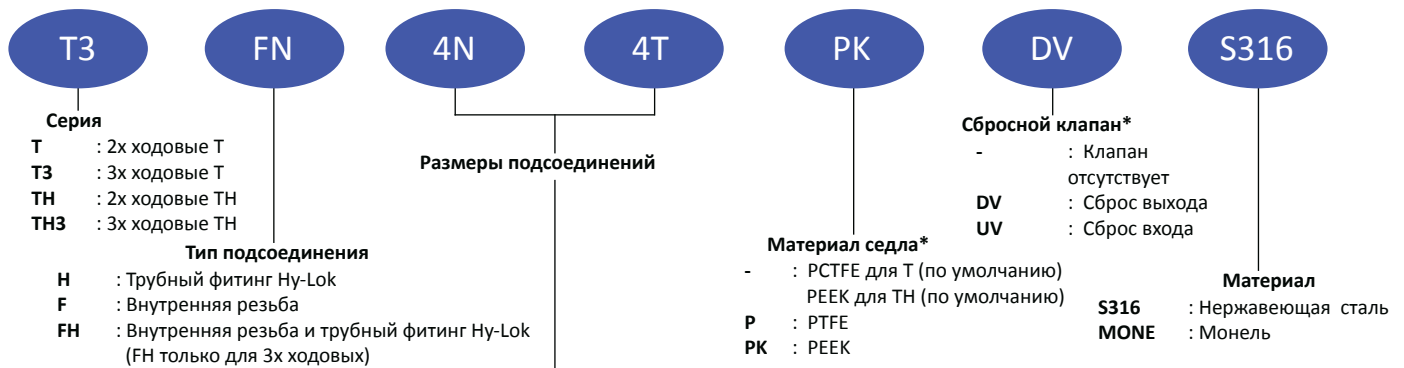 T3 FN 4N 4T PK DV S316
Серия
T : 2х ходовые T
T3 : 3х ходовые T
TH : 2х ходовые TH
TH3 : 3х ходовые TH
Тип подсоединения
H : Трубный фитинг Hy-Lok
F : Внутренняя резьба
FH : Внутренняя резьба и трубный фитинг Hy-Lok
(FH только для 3х ходовых)
Размеры подсоединений
Материал седла*
- : PCTFE для T (по умолчанию)
PEEK для TH (по умолчанию)
P : PTFE
PK : PEEK
Сбросной клапан*
- : Клапан
отсутствует
DV : Сброс выхода
UV : Сброс входа
Материал
S316 : Нержавеющая сталь
MONE : Монель